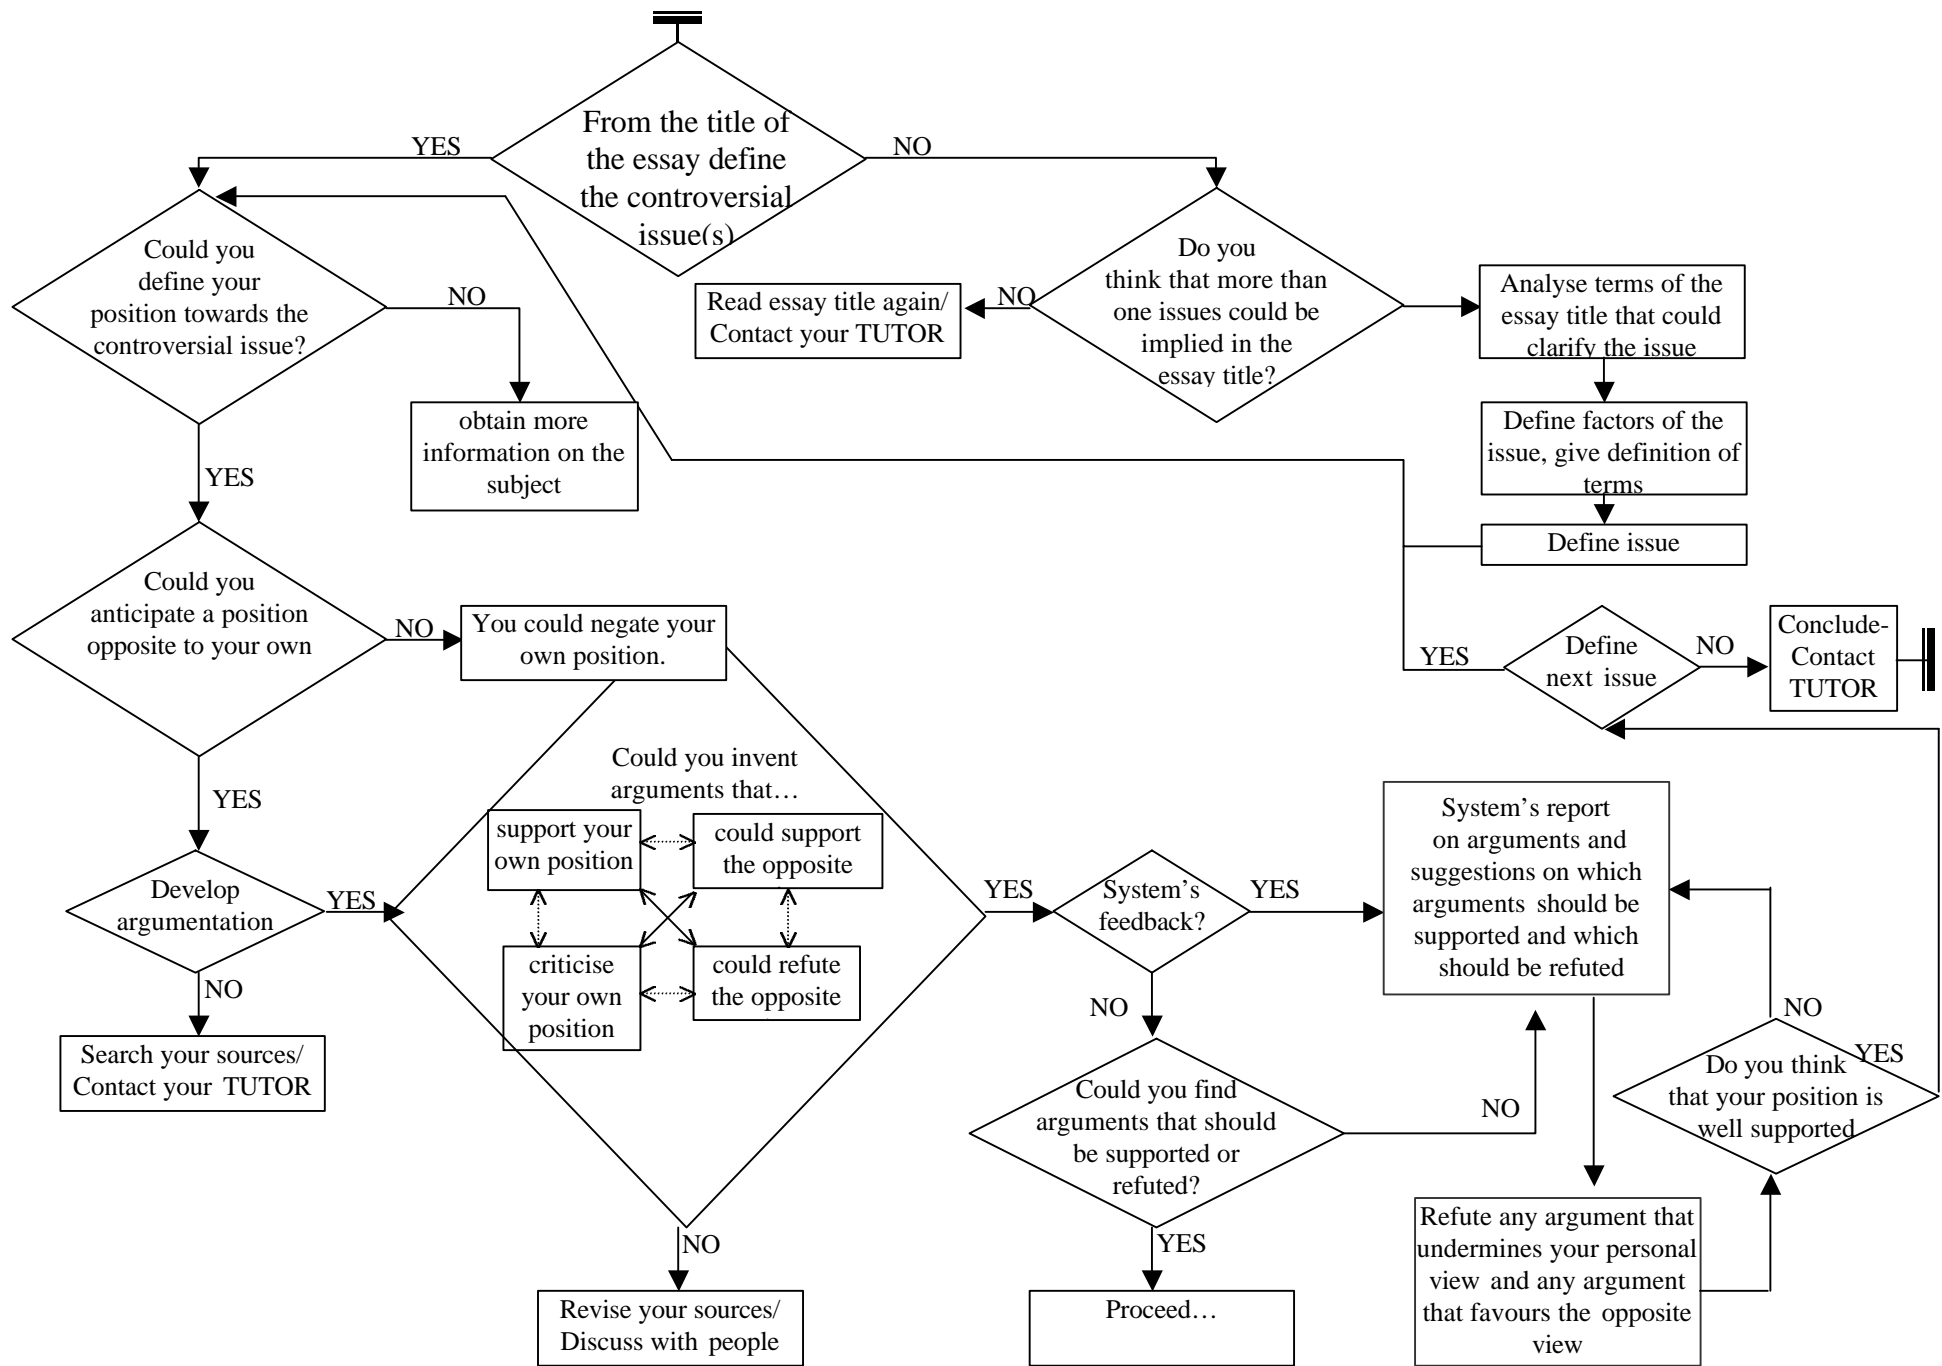 From the title of
the essay define
the controversial
issue(s)
YES
NO
Could you
define your
position towards the
controversial issue?
NO
Do you
think that more than
one issues could be
implied in the
essay title?
NO
Read essay title again/
Contact your TUTOR
Analyse terms of the
essay title that could
clarify the issue
obtain more
information on the
subject
Define factors of the
issue, give definition of
terms
YES
Define issue
Could you
anticipate a position
opposite to your own
NO
You could negate your
own position.
YES
Define
next issue
NO
Conclude-
Contact
TUTOR
YES
Could you invent
arguments that…
support your
own position
could support
the opposite
criticise
your own
position
could refute
the opposite
Develop
argumentation
YES
NO
Search your sources/
Contact your TUTOR
YES
System's
feedback?
YES
System's report
on arguments and
suggestions on which
arguments should be
supported and which
should be refuted
NO
Could you find
arguments that should
be supported or
refuted?
NO
NO
YES
Do you think
that your position is
well supported
NO
Revise your sources/
Discuss with people
YES
Proceed…
Refute any argument that
undermines your personal
view and any argument
that favours the opposite
view